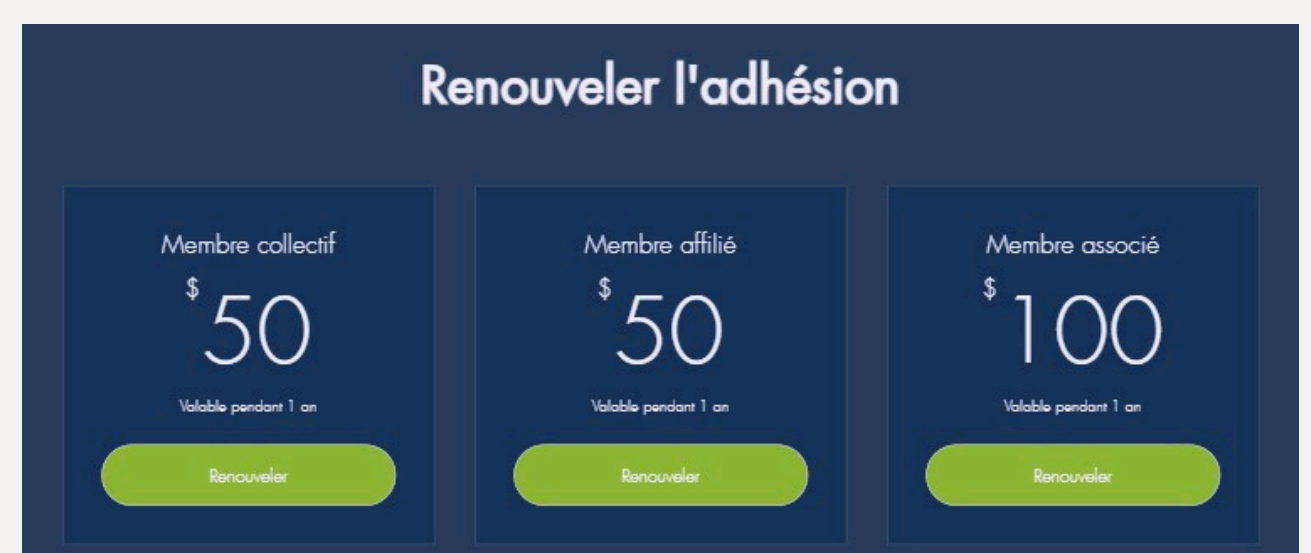 Renouveler l'adhésion
Membre collectif
$
50
Valable pendant 1 an
Renouveler
Membre affilié
$
50
Valable pendant 1 an
Renouveler
Membre associé
$
100
Valable pendant 1 an
Renouveler